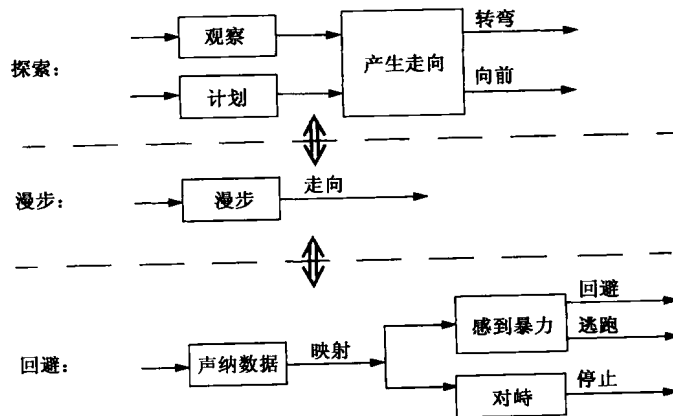 观察
转弯
探索：
产生走向
计划
向前
漫步：
漫步
走向
回避
感到暴力
逃跑
回避：
声纳数据
映射
停止
对峙